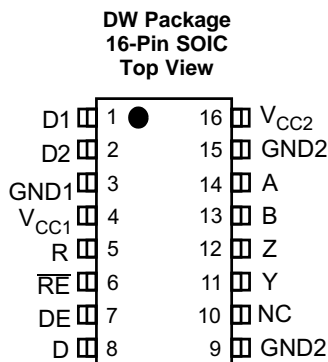 DW Package
16-Pin SOIC
Top View
D1 1 16 VCC2
D2 2 15 GND2
GND1 3 14 A
VCC1 4 13 B
R 5 12 Z
R̅E̅ 6 11 Y
DE 7 10 NC
D 8 9 GND2